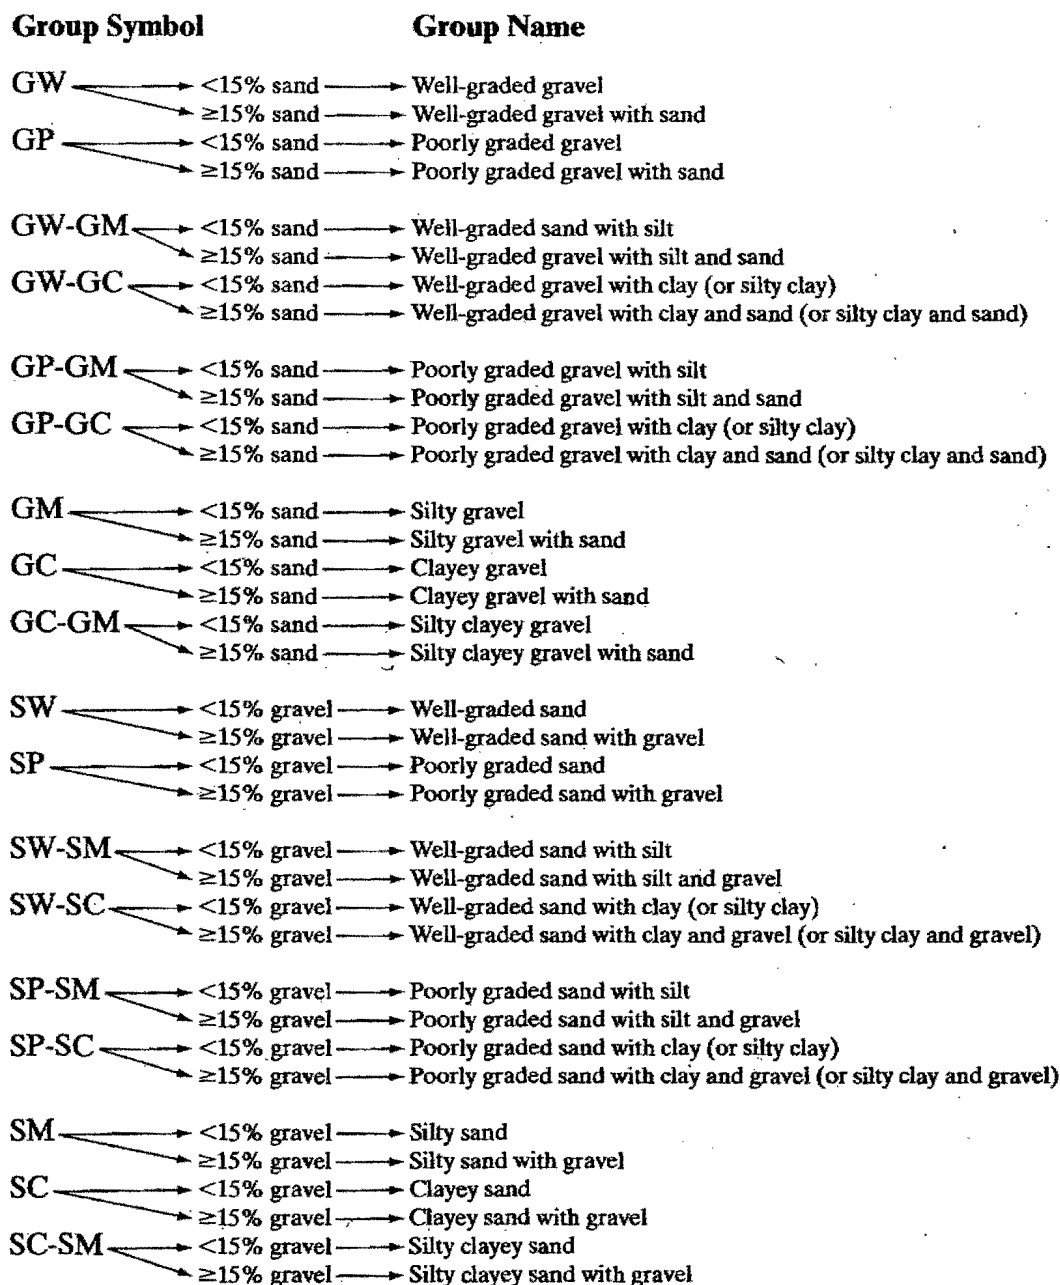 Group Symbol Group Name
GW <15% sand Well-graded gravel
≥15% sand Well-graded gravel with sand
GP <15% sand Poorly graded gravel
≥15% sand Poorly graded gravel with sand
GW-GM <15% sand Well-graded sand with silt
≥15% sand Well-graded gravel with silt and sand
GW-GC <15% sand Well-graded gravel with clay (or silty clay)
≥15% sand Well-graded gravel with clay and sand (or silty clay and sand)
GP-GM <15% sand Poorly graded gravel with silt
≥15% sand Poorly graded gravel with silt and sand
GP-GC <15% sand Poorly graded gravel with clay (or silty clay)
≥15% sand Poorly graded gravel with clay and sand (or silty clay and sand)
GM <15% sand Silty gravel
≥15% sand Silty gravel with sand
GC <15% sand Clayey gravel
≥15% sand Clayey gravel with sand
GC-GM <15% sand Silty clayey gravel
≥15% sand Silty clayey gravel with sand
SW <15% gravel Well-graded sand
≥15% gravel Well-graded sand with gravel
SP <15% gravel Poorly graded sand
≥15% gravel Poorly graded sand with gravel
SW-SM <15% gravel Well-graded sand with silt
≥15% gravel Well-graded sand with silt and gravel
SW-SC <15% gravel Well-graded sand with clay (or silty clay)
≥15% gravel Well-graded sand with clay and gravel (or silty clay and gravel)
SP-SM <15% gravel Poorly graded sand with silt
≥15% gravel Poorly graded sand with silt and gravel
SP-SC <15% gravel Poorly graded sand with clay (or silty clay)
≥15% gravel Poorly graded sand with clay and gravel (or silty clay and gravel)
SM <15% gravel Silty sand
≥15% gravel Silty sand with gravel
SC <15% gravel Clayey sand
≥15% gravel Clayey sand with gravel
SC-SM <15% gravel Silty clayey sand
≥15% gravel Silty clayey sand with gravel